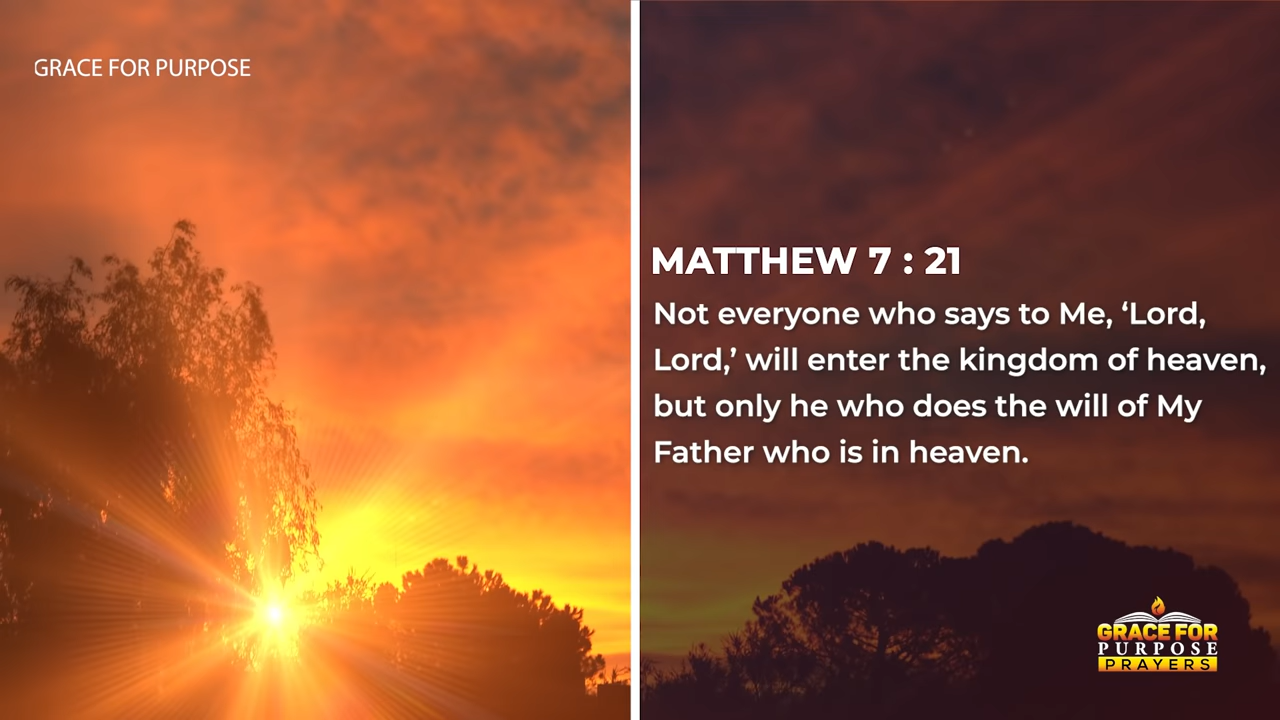 GRACE FOR PURPOSE
MATTHEW 7 : 21
Not everyone who says to Me, ‘Lord,
Lord,’ will enter the kingdom of heaven,
but only he who does the will of My
Father who is in heaven.
GRACE FOR
PURPOSE
PRAYERS